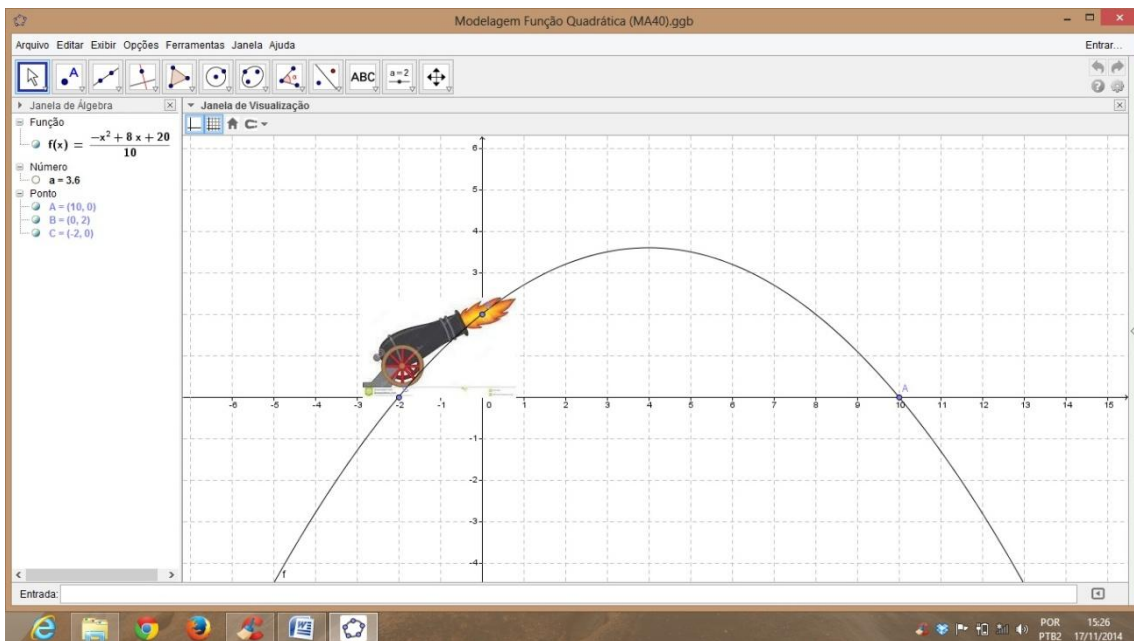 Modelagem Função Quadrática (MA40).ggb
Arquivo Editar Exibir Opções Ferramentas Janela Ajuda
Entrar...
ABC
a=2
Janela de Álgebra
Função
f(x) = (-x² + 8 x + 20)/10
Número
a = 3.6
Ponto
A = (10, 0)
B = (0, 2)
C = (-2, 0)
Janela de Visualização
6
5
4
3
A
-6 -5 -4 -3 -2 -1 0 1 2 3 4 5 6 7 8 9 10 11 12 13 14 15
-1
-2
-3
-4
f
Entrada:
POR 15:26
PTB2 17/11/2014